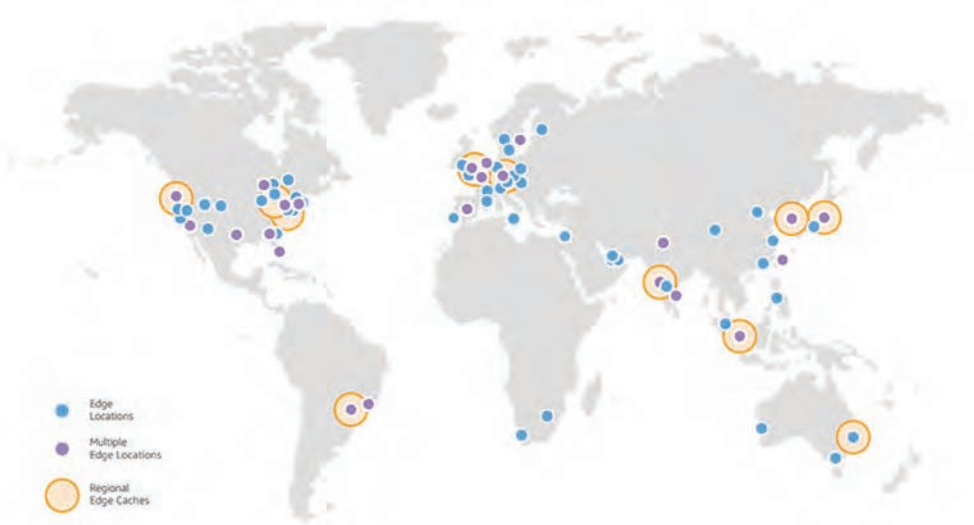 Edge
Locations
Multiple
Edge Locations
Regional
Edge Caches